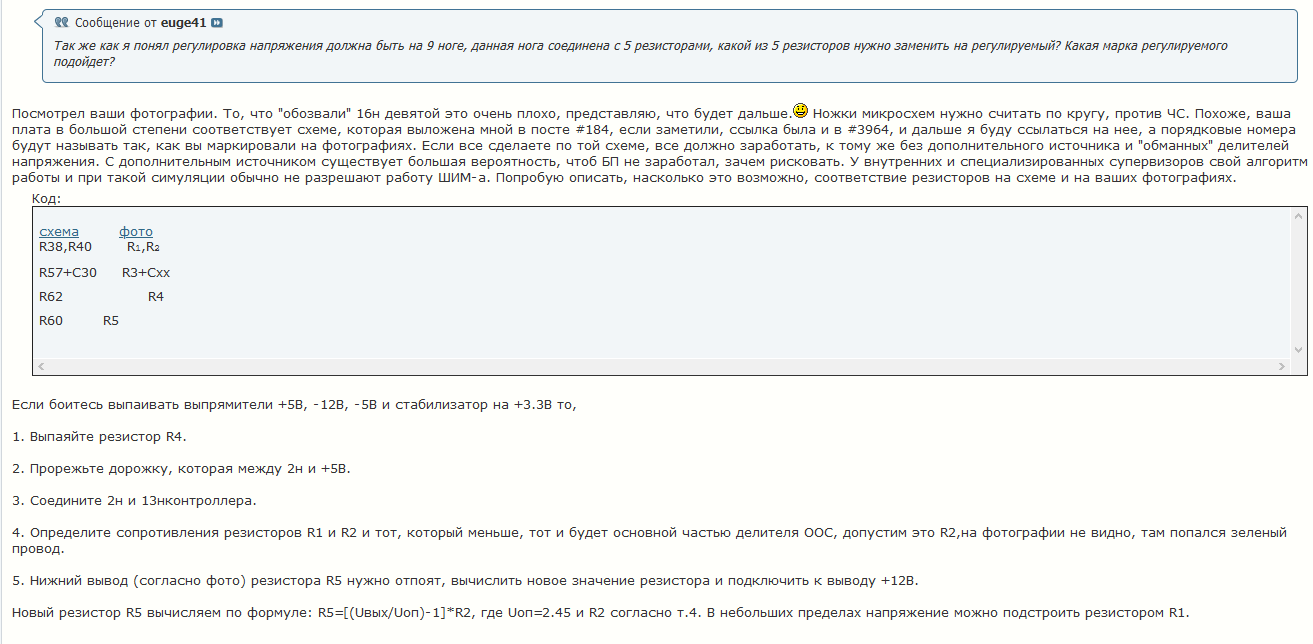 Сообщение от euge41
Так же как я понял регулировка напряжения должна быть на 9 ноге, данная нога соединена с 5 резисторами, какой из 5 резисторов нужно заменить на регулируемый? Какая марка регулируемого
подойдет?
Посмотрел ваши фотографии. То, что "обозвали" 16н девятой это очень плохо, представляю, что будет дальше. Ножки микросхем нужно считать по кругу, против ЧС. Похоже, ваша
плата в большой степени соответствует схеме, которая выложена мной в посте #184, если заметили, ссылка была и в #3964, и дальше я буду ссылаться на нее, а порядковые номера
будут называть так, как вы маркировали на фотографиях. Если все сделаете по той схеме, все должно заработать, к тому же без дополнительного источника и "обманных" делителей
напряжения. С дополнительным источником существует большая вероятность, чтоб БП не заработал, зачем рисковать. У внутренних и специализированных супервизоров свой алгоритм
работы и при такой симуляции обычно не разрешают работу ШИМ-а. Попробую описать, насколько это возможно, соответствие резисторов на схеме и на ваших фотографиях.
Код:
схема фото
R38,R40 R₁,R₂
R57+C30 R3+Cxx
R62 R4
R60 R5
Если боитесь выпаивать выпрямители +5В, -12В, -5В и стабилизатор на +3.3В то,
1. Выпаяйте резистор R4.
2. Прорежьте дорожку, которая между 2н и +5В.
3. Соедините 2н и 13нконтроллера.
4. Определите сопротивления резисторов R1 и R2 и тот, который меньше, тот и будет основной частью делителя ООС, допустим это R2,на фотографии не видно, там попался зеленый
провод.
5. Нижний вывод (согласно фото) резистора R5 нужно отпоят, вычислить новое значение резистора и подключить к выводу +12В.
Новый резистор R5 вычисляем по формуле: R5=[(Uвых/Uоп)-1]*R2, где Uоп=2.45 и R2 согласно т.4. В небольших пределах напряжение можно подстроить резистором R1.